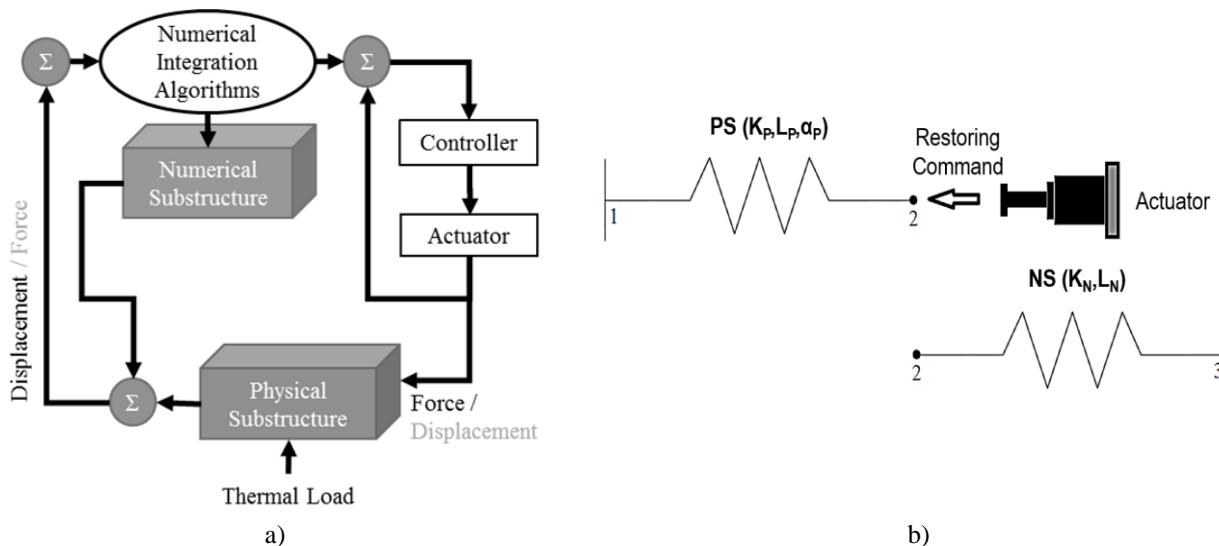 Σ
Numerical
Integration
Algorithms
Σ
Controller
Numerical
Substructure
Actuator
Displacement / Force
Σ
Physical
Substructure
Force /
Displacement
Thermal Load
a)
PS (K_P,L_P,α_P)
Restoring
Command
1
2
Actuator
NS (K_N,L_N)
2
3
b)